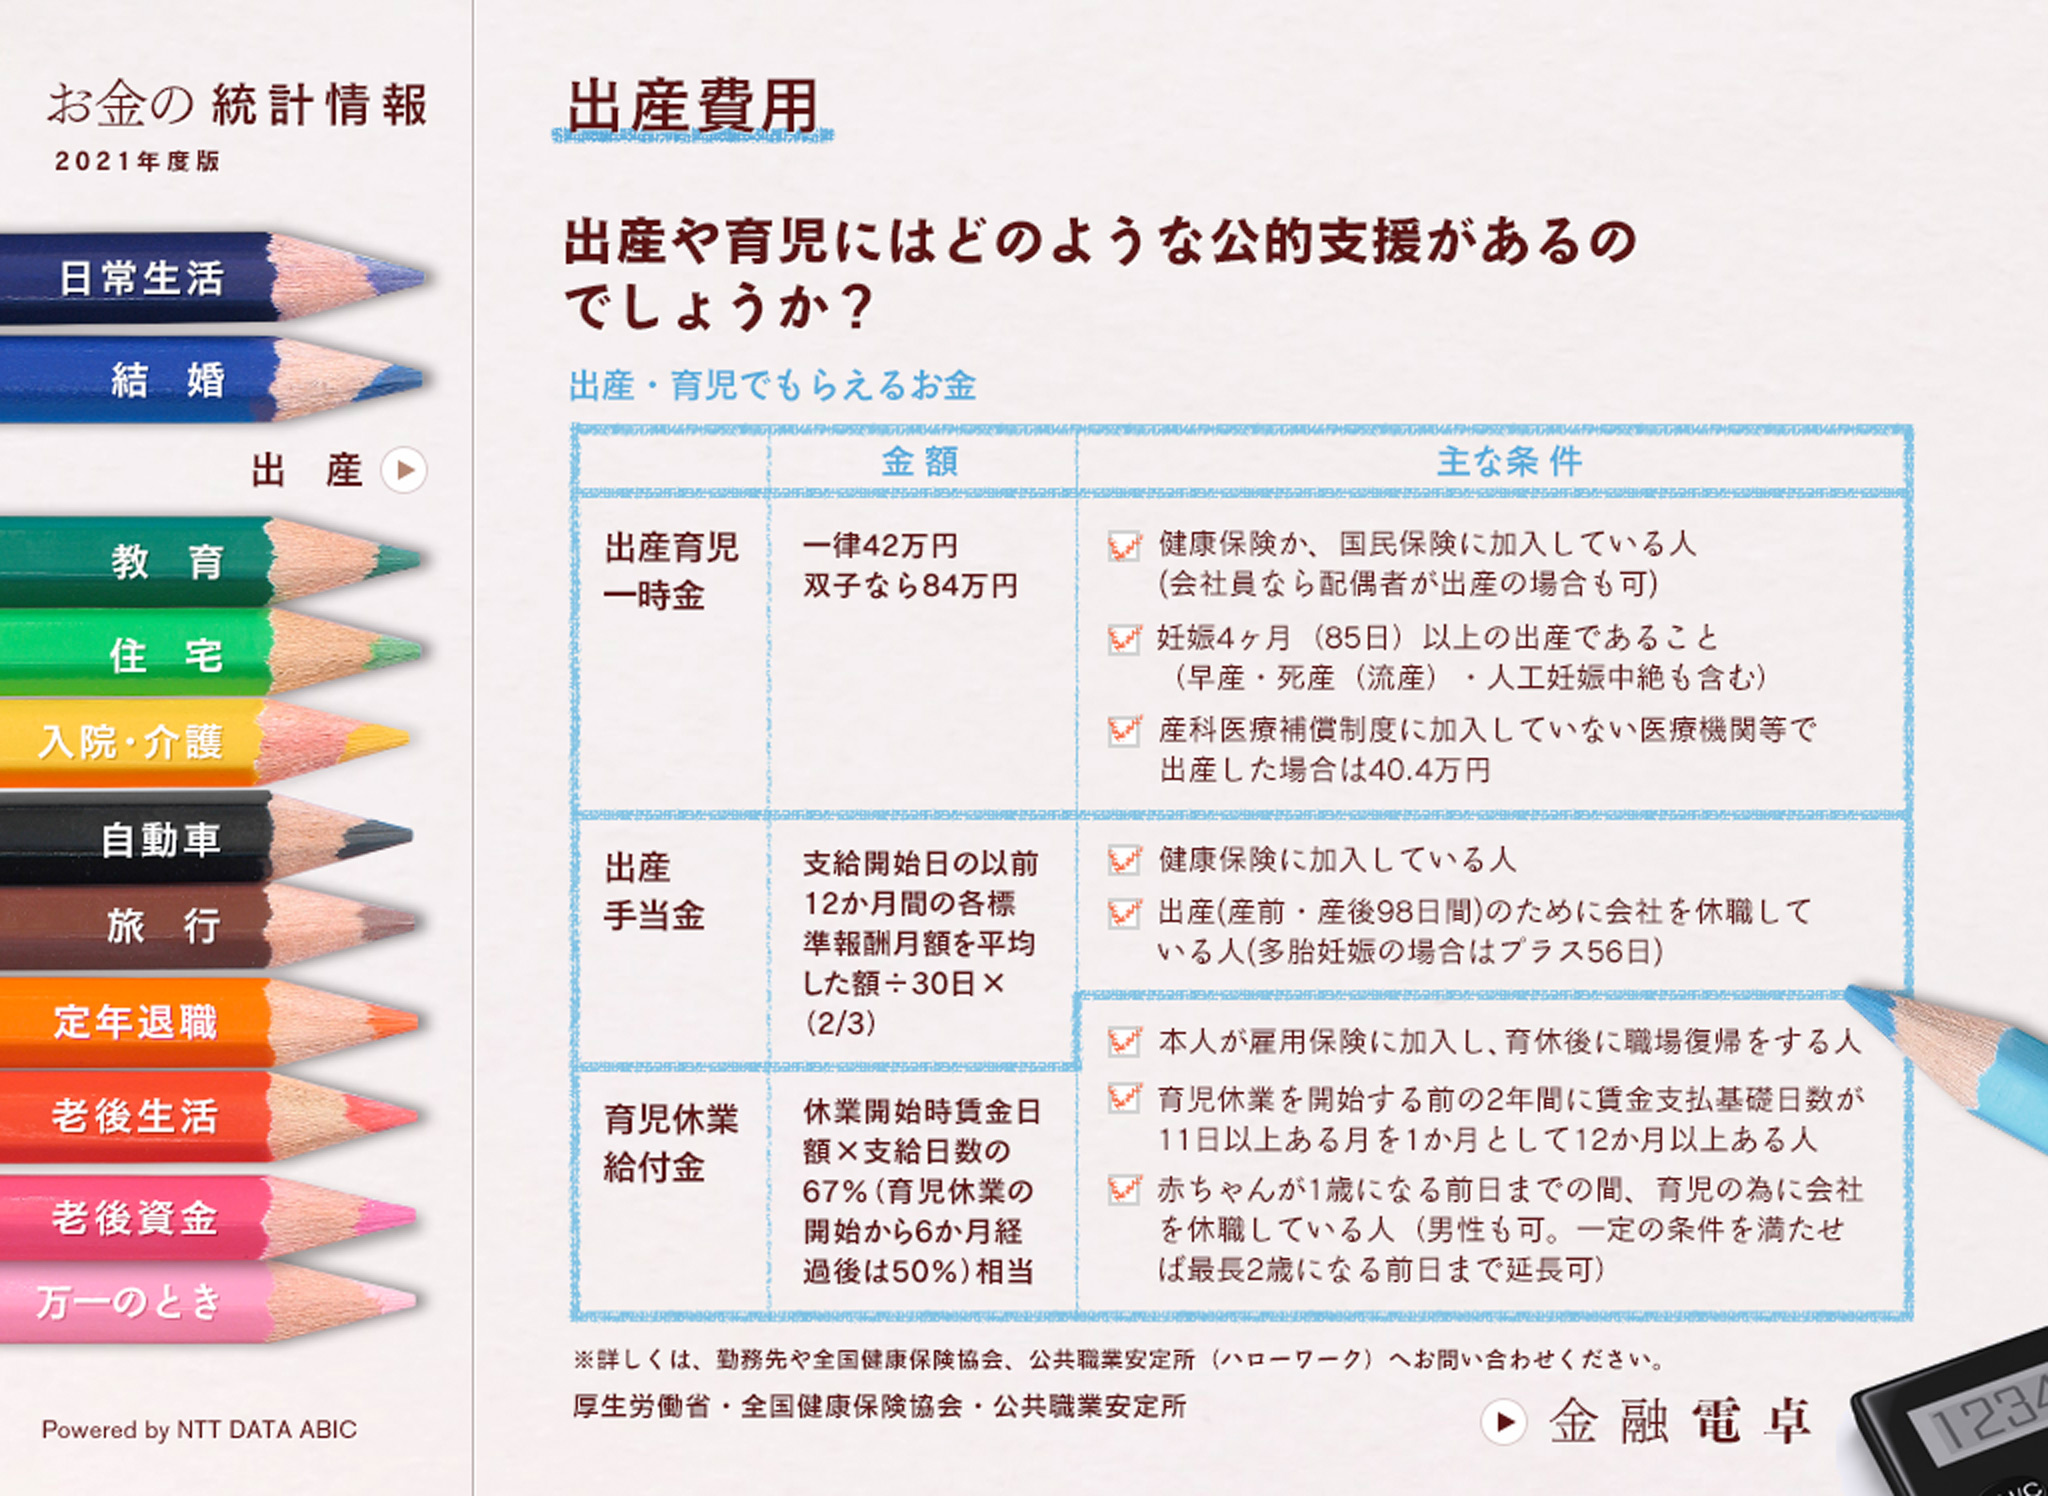 お金の 統計情報
2021年度版
日常生活
結 婚
出 産
教 育
住 宅
入院・介護
自動車
旅 行
定年退職
老後生活
老後資金
万一のとき
Powered by NTT DATA ABIC
出産費用
出産や育児にはどのような公的支援があるの
でしょうか？
出産・育児でもらえるお金
金 額
主な条 件
出産育児
一時金
一律42万円
双子なら84万円
健康保険か、国民保険に加入している人
(会社員なら配偶者が出産の場合も可)
妊娠4ヶ月（85日）以上の出産であること
（早産・死産（流産）・人工妊娠中絶も含む）
産科医療補償制度に加入していない医療機関等で
出産した場合は40.4万円
出産
手当金
支給開始日の以前
12か月間の各標
準報酬月額を平均
した額÷30日×
(2/3)
健康保険に加入している人
出産(産前・産後98日間)のために会社を休職して
いる人(多胎妊娠の場合はプラス56日)
育児休業
給付金
休業開始時賃金日
額×支給日数の
67%(育児休業の
開始から6か月経
過後は50%)相当
本人が雇用保険に加入し、育休後に職場復帰をする人
育児休業を開始する前の2年間に賃金支払基礎日数が
11日以上ある月を1か月として12か月以上ある人
赤ちゃんが1歳になる前日までの間、育児の為に会社
を休職している人（男性も可。一定の条件を満たせ
ば最長2歳になる前日まで延長可）
※詳しくは、勤務先や全国健康保険協会、公共職業安定所（ハローワーク）へお問い合わせください。
厚生労働省・全国健康保険協会・公共職業安定所
金融電卓
1234